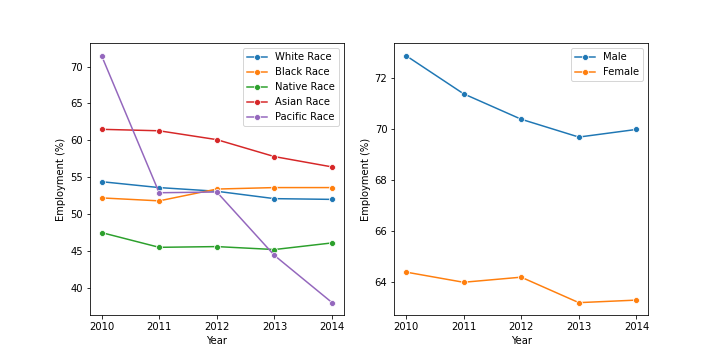 70
65
60
55
50
45
40
Employment (%)
2010 2011 2012 2013 2014
Year
White Race
Black Race
Native Race
Asian Race
Pacific Race
72
70
68
66
64
Employment (%)
2010 2011 2012 2013 2014
Year
Male
Female